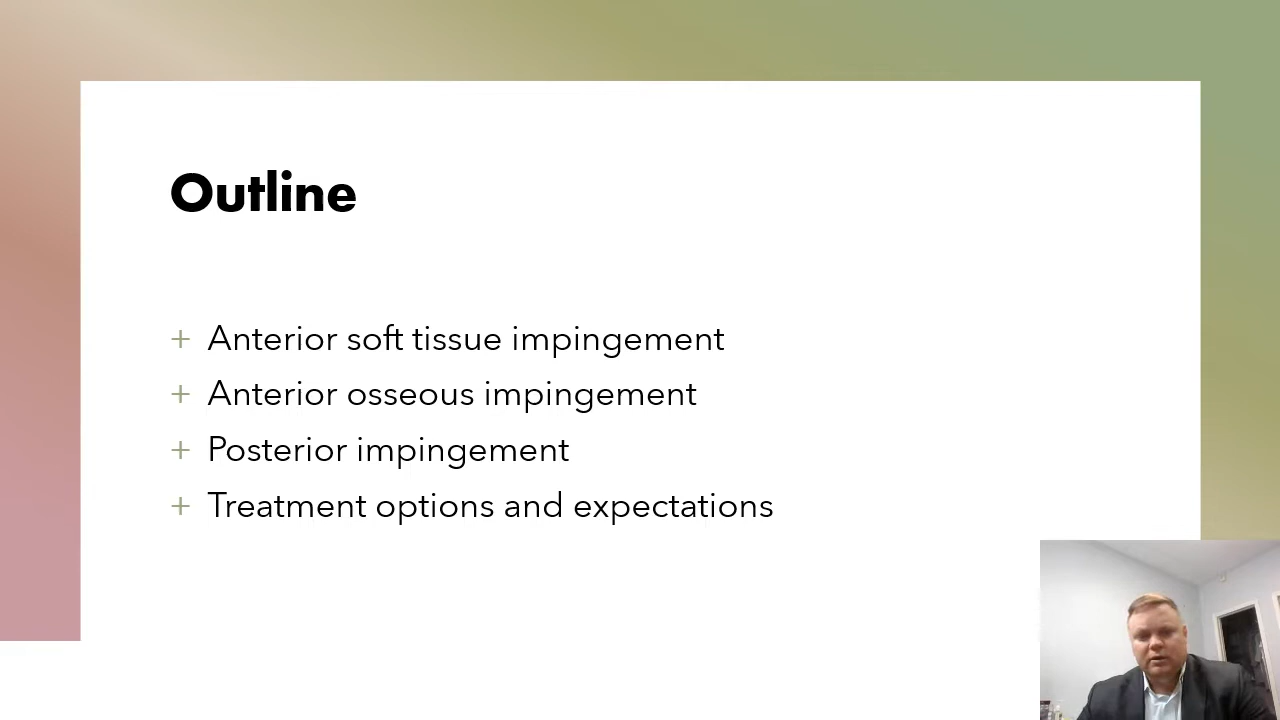 Outline
+ Anterior soft tissue impingement
+ Anterior osseous impingement
+ Posterior impingement
+ Treatment options and expectations